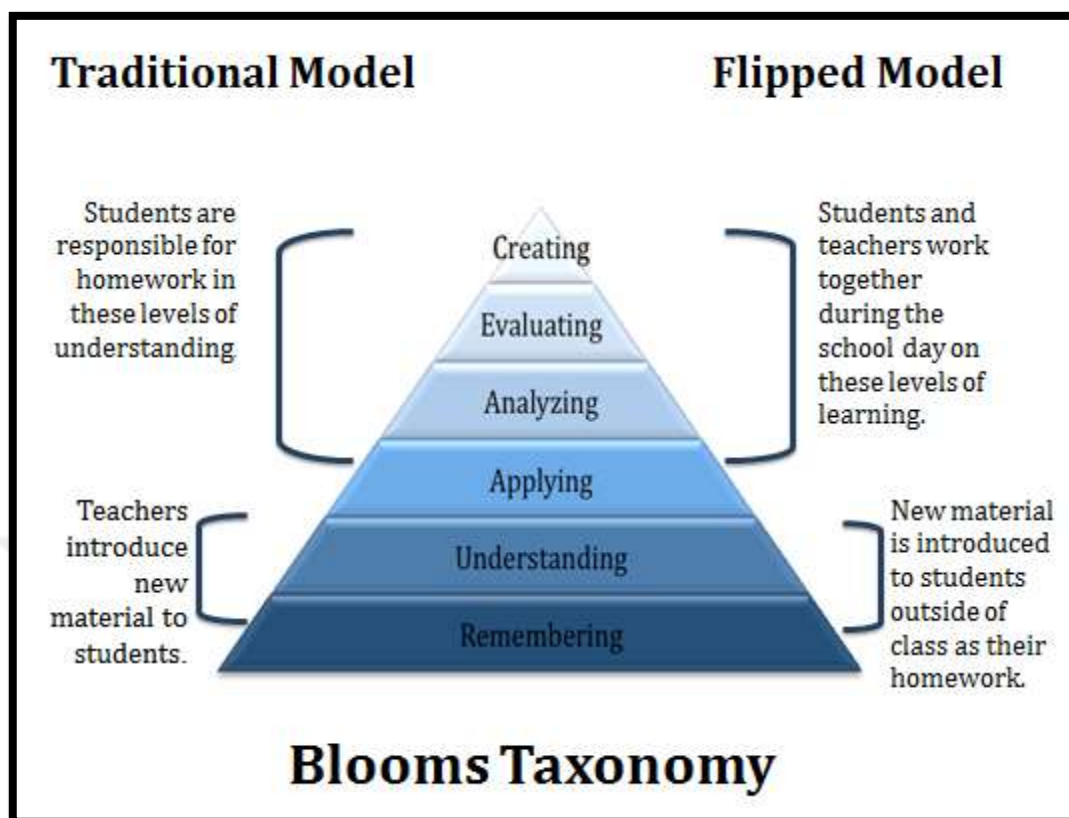 Traditional Model
Flipped Model
Students are
responsible for
homework in
these levels of
understanding
Teachers
introduce
new
material to
students.
Creating
Evaluating
Analyzing
Applying
Understanding
Remembering
Students and
teachers work
together
during the
school day on
these levels of
learning.
New material
is introduced
to students
outside of
class as their
homework.
Blooms Taxonomy